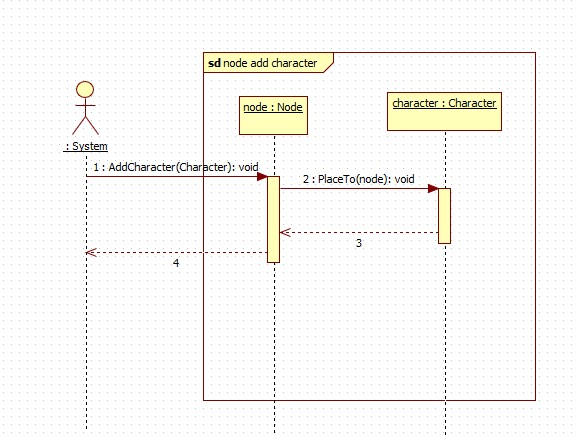 sd node add character
node : Node
character : Character
: System
1 : AddCharacter(Character): void
2 : PlaceTo(node): void
3
4